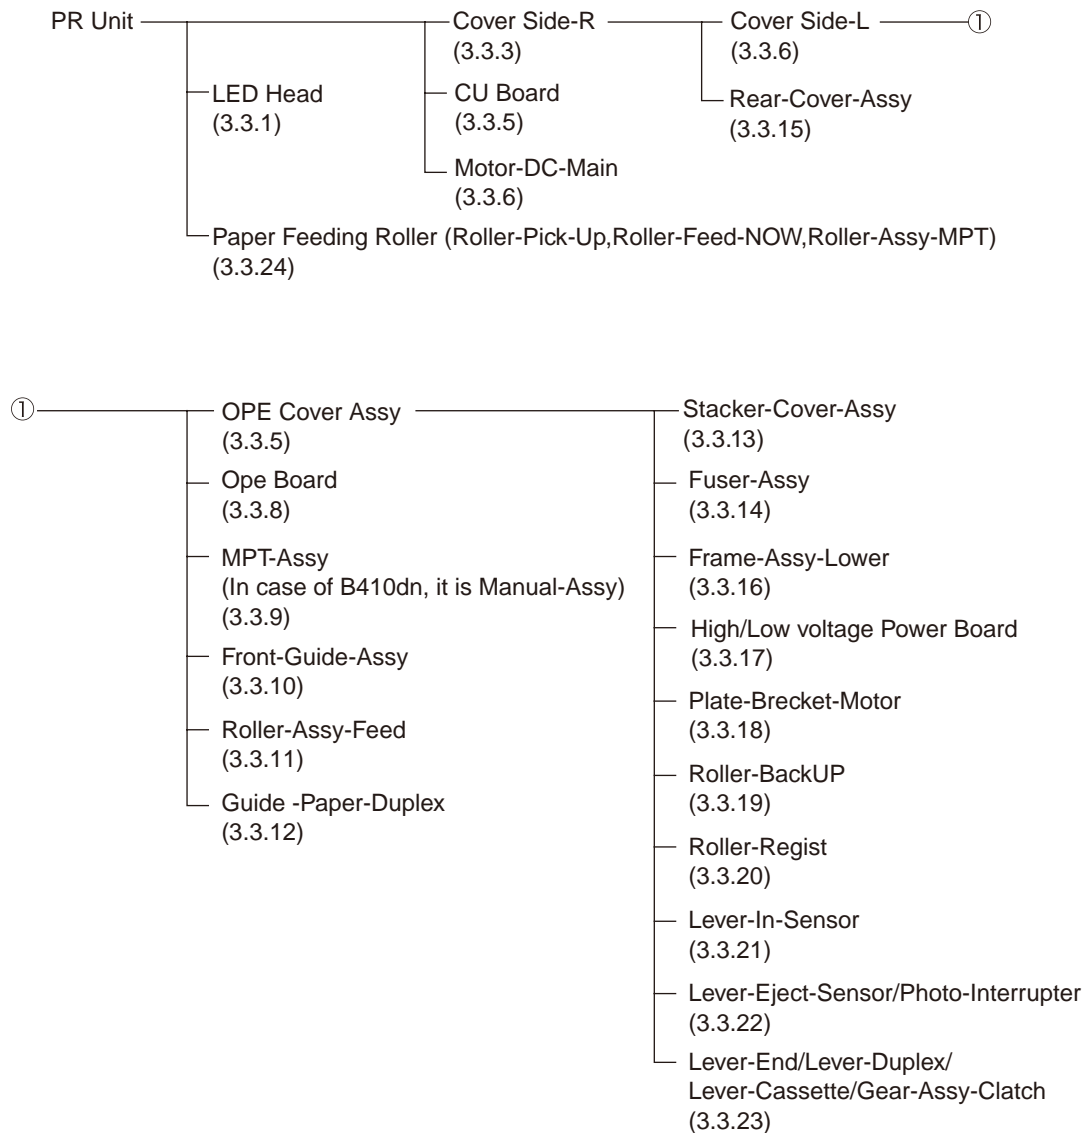 PR Unit
Cover Side-R
(3.3.3)
Cover Side-L
(3.3.6)
①
LED Head
(3.3.1)
CU Board
(3.3.5)
Rear-Cover-Assy
(3.3.15)
Motor-DC-Main
(3.3.6)
Paper Feeding Roller (Roller-Pick-Up,Roller-Feed-NOW,Roller-Assy-MPT)
(3.3.24)
①
OPE Cover Assy
(3.3.5)
Ope Board
(3.3.8)
MPT-Assy
(In case of B410dn, it is Manual-Assy)
(3.3.9)
Front-Guide-Assy
(3.3.10)
Roller-Assy-Feed
(3.3.11)
Guide -Paper-Duplex
(3.3.12)
Stacker-Cover-Assy
(3.3.13)
Fuser-Assy
(3.3.14)
Frame-Assy-Lower
(3.3.16)
High/Low voltage Power Board
(3.3.17)
Plate-Brecket-Motor
(3.3.18)
Roller-BackUP
(3.3.19)
Roller-Regist
(3.3.20)
Lever-In-Sensor
(3.3.21)
Lever-Eject-Sensor/Photo-Interrupter
(3.3.22)
Lever-End/Lever-Duplex/
Lever-Cassette/Gear-Assy-Clatch
(3.3.23)